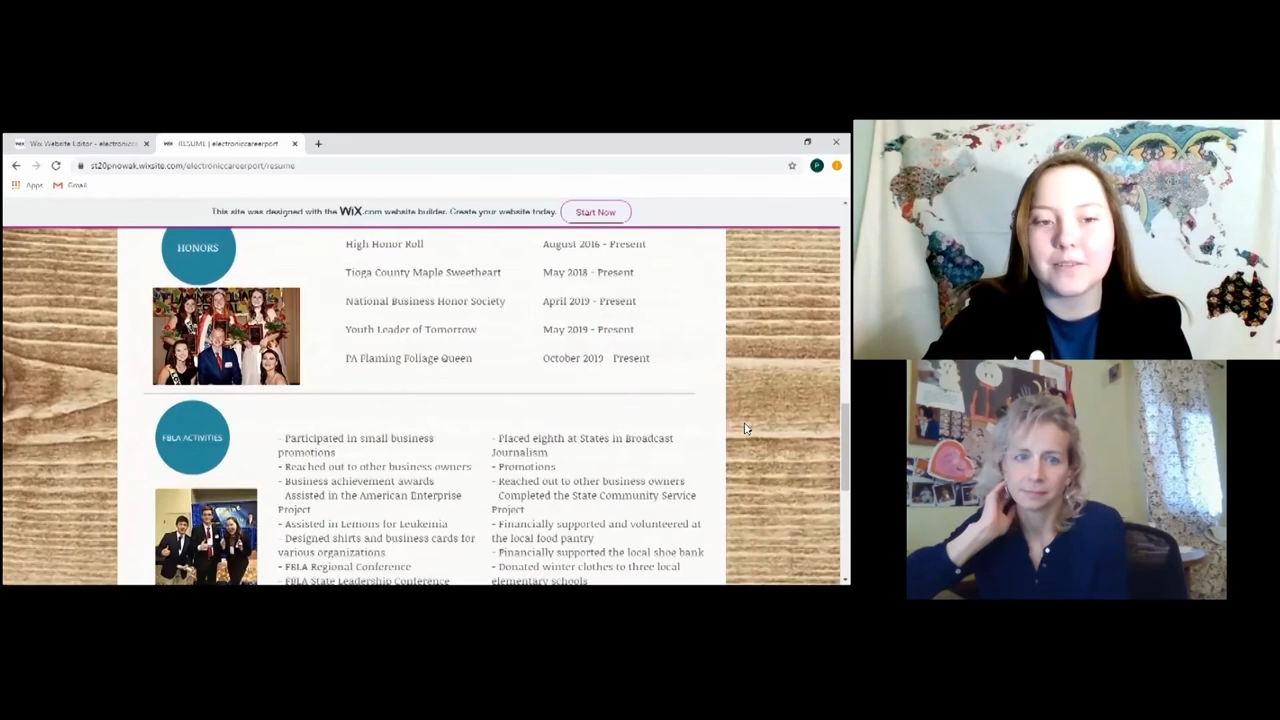 Wix Website Editor - electronicc
RESUME | electroniccareerport
st20pnowak.wixsite.com/electroniccareerport/resume
Apps
Gmail
This site was designed with the WiX.com website builder. Create your website today.
Start Now
HONORS
High Honor Roll August 2016 - Present
Tioga County Maple Sweetheart May 2018 - Present
National Business Honor Society April 2019 - Present
Youth Leader of Tomorrow May 2019 - Present
PA Flaming Foliage Queen October 2019 Present
FBLA ACTIVITIES
- Participated in small business
promotions
- Reached out to other business owners
- Business achievement awards
Assisted in the American Enterprise
Project
- Assisted in Lemons for Leukemia
- Designed shirts and business cards for
various organizations
- FBLA Regional Conference
- FBLA State Leadership Conference
- Placed eighth at States in Broadcast
Journalism
- Promotions
- Reached out to other business owners
Completed the State Community Service
Project
- Financially supported and volunteered at
the local food pantry
- Financially supported the local shoe bank
- Donated winter clothes to three local
elementary schools